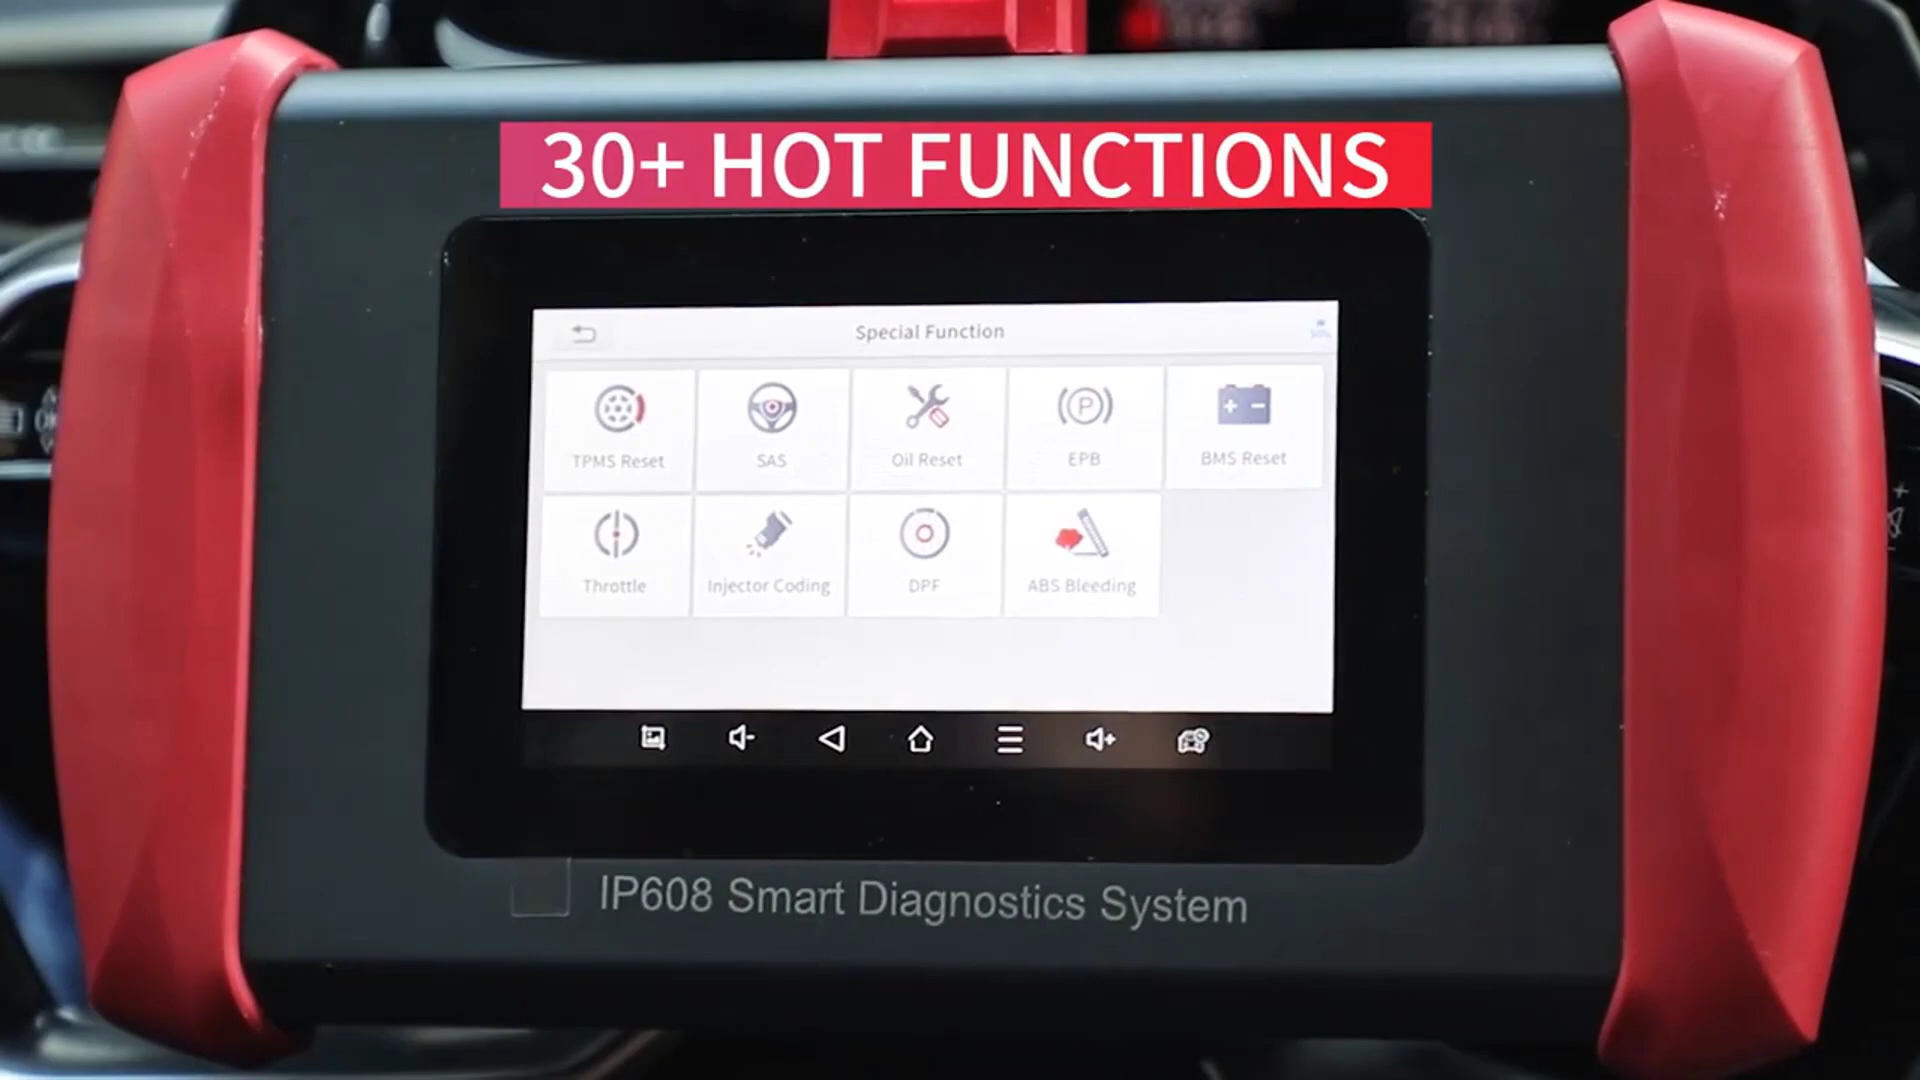 30+ HOT FUNCTIONS
Special Function
TPMS Reset
SAS
Oil Reset
EPB
BMS Reset
Throttle
Injector Coding
DPF
ABS Bleeding
IP608 Smart Diagnostics System